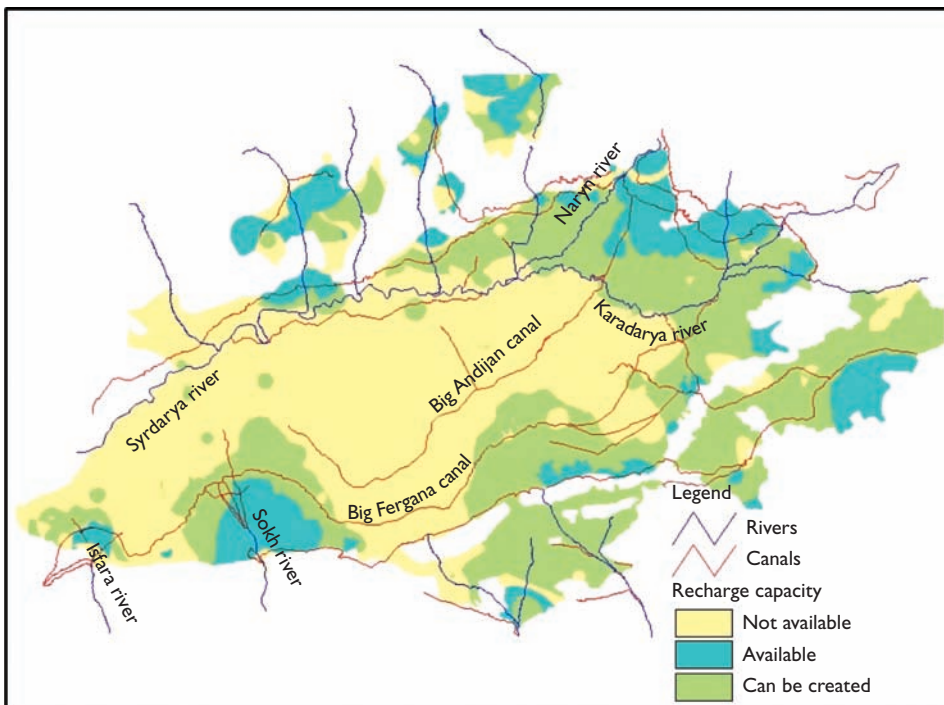 Naryn river
Karadarya river
Big Andijan canal
Syrdarya river
Big Fergana canal
Sokh river
Isfara river
Legend
Rivers
Canals
Recharge capacity
Not available
Available
Can be created